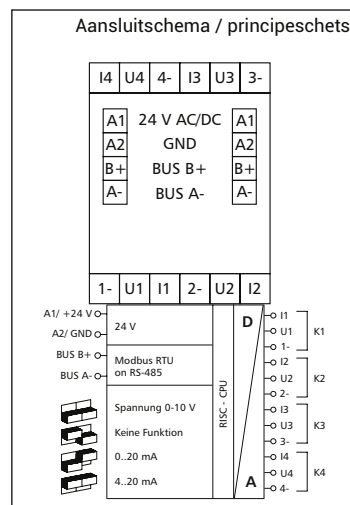 Aansluitschema / principeschets
I4 U4 4- I3 U3 3-
A1 24 V AC/DC A1
A2 GND A2
B+ BUS B+ B+
A- BUS A- A-
1- U1 I1 2- U2 I2
A1/ +24 V
A2/ GND
24 V
BUS B+
BUS A-
Modbus RTU
on RS-485
Spannung 0-10 V
Keine Funktion
0..20 mA
4..20 mA
RISC - CPU
D
A
I1
U1 K1
1-
I2
U2 K2
2-
I3
U3 K3
3-
I4
U4 K4
4-